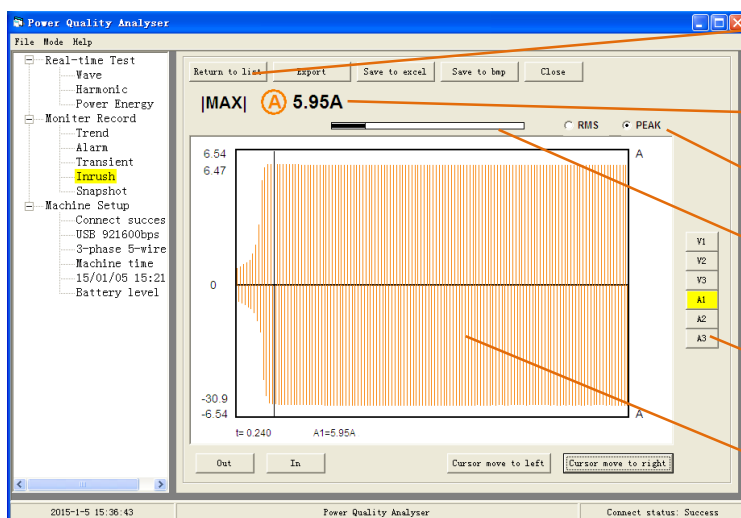 Power Quality Analyser
File Mode Help
Real-time Test
Wave
Harmonic
Power Energy
Moniter Record
Trend
Alarm
Transient
Inrush
Snapshot
Machine Setup
Connect succes
USB 921600bps
3-phase 5-wire
Machine time
15/01/05 15:21
Battery level
Return to list Export Save to excel Save to bmp Close
|MAX| A 5.95A
RMS PEAK
6.54 A
6.47
0
-30.9
-6.54 A
t= 0.240 A1=5.95A
V1
V2
V3
A1
A2
A3
Out In Cursor move to left Cursor move to right
2015-1-5 15:36:43 Power Quality Analyser Connect status: Success